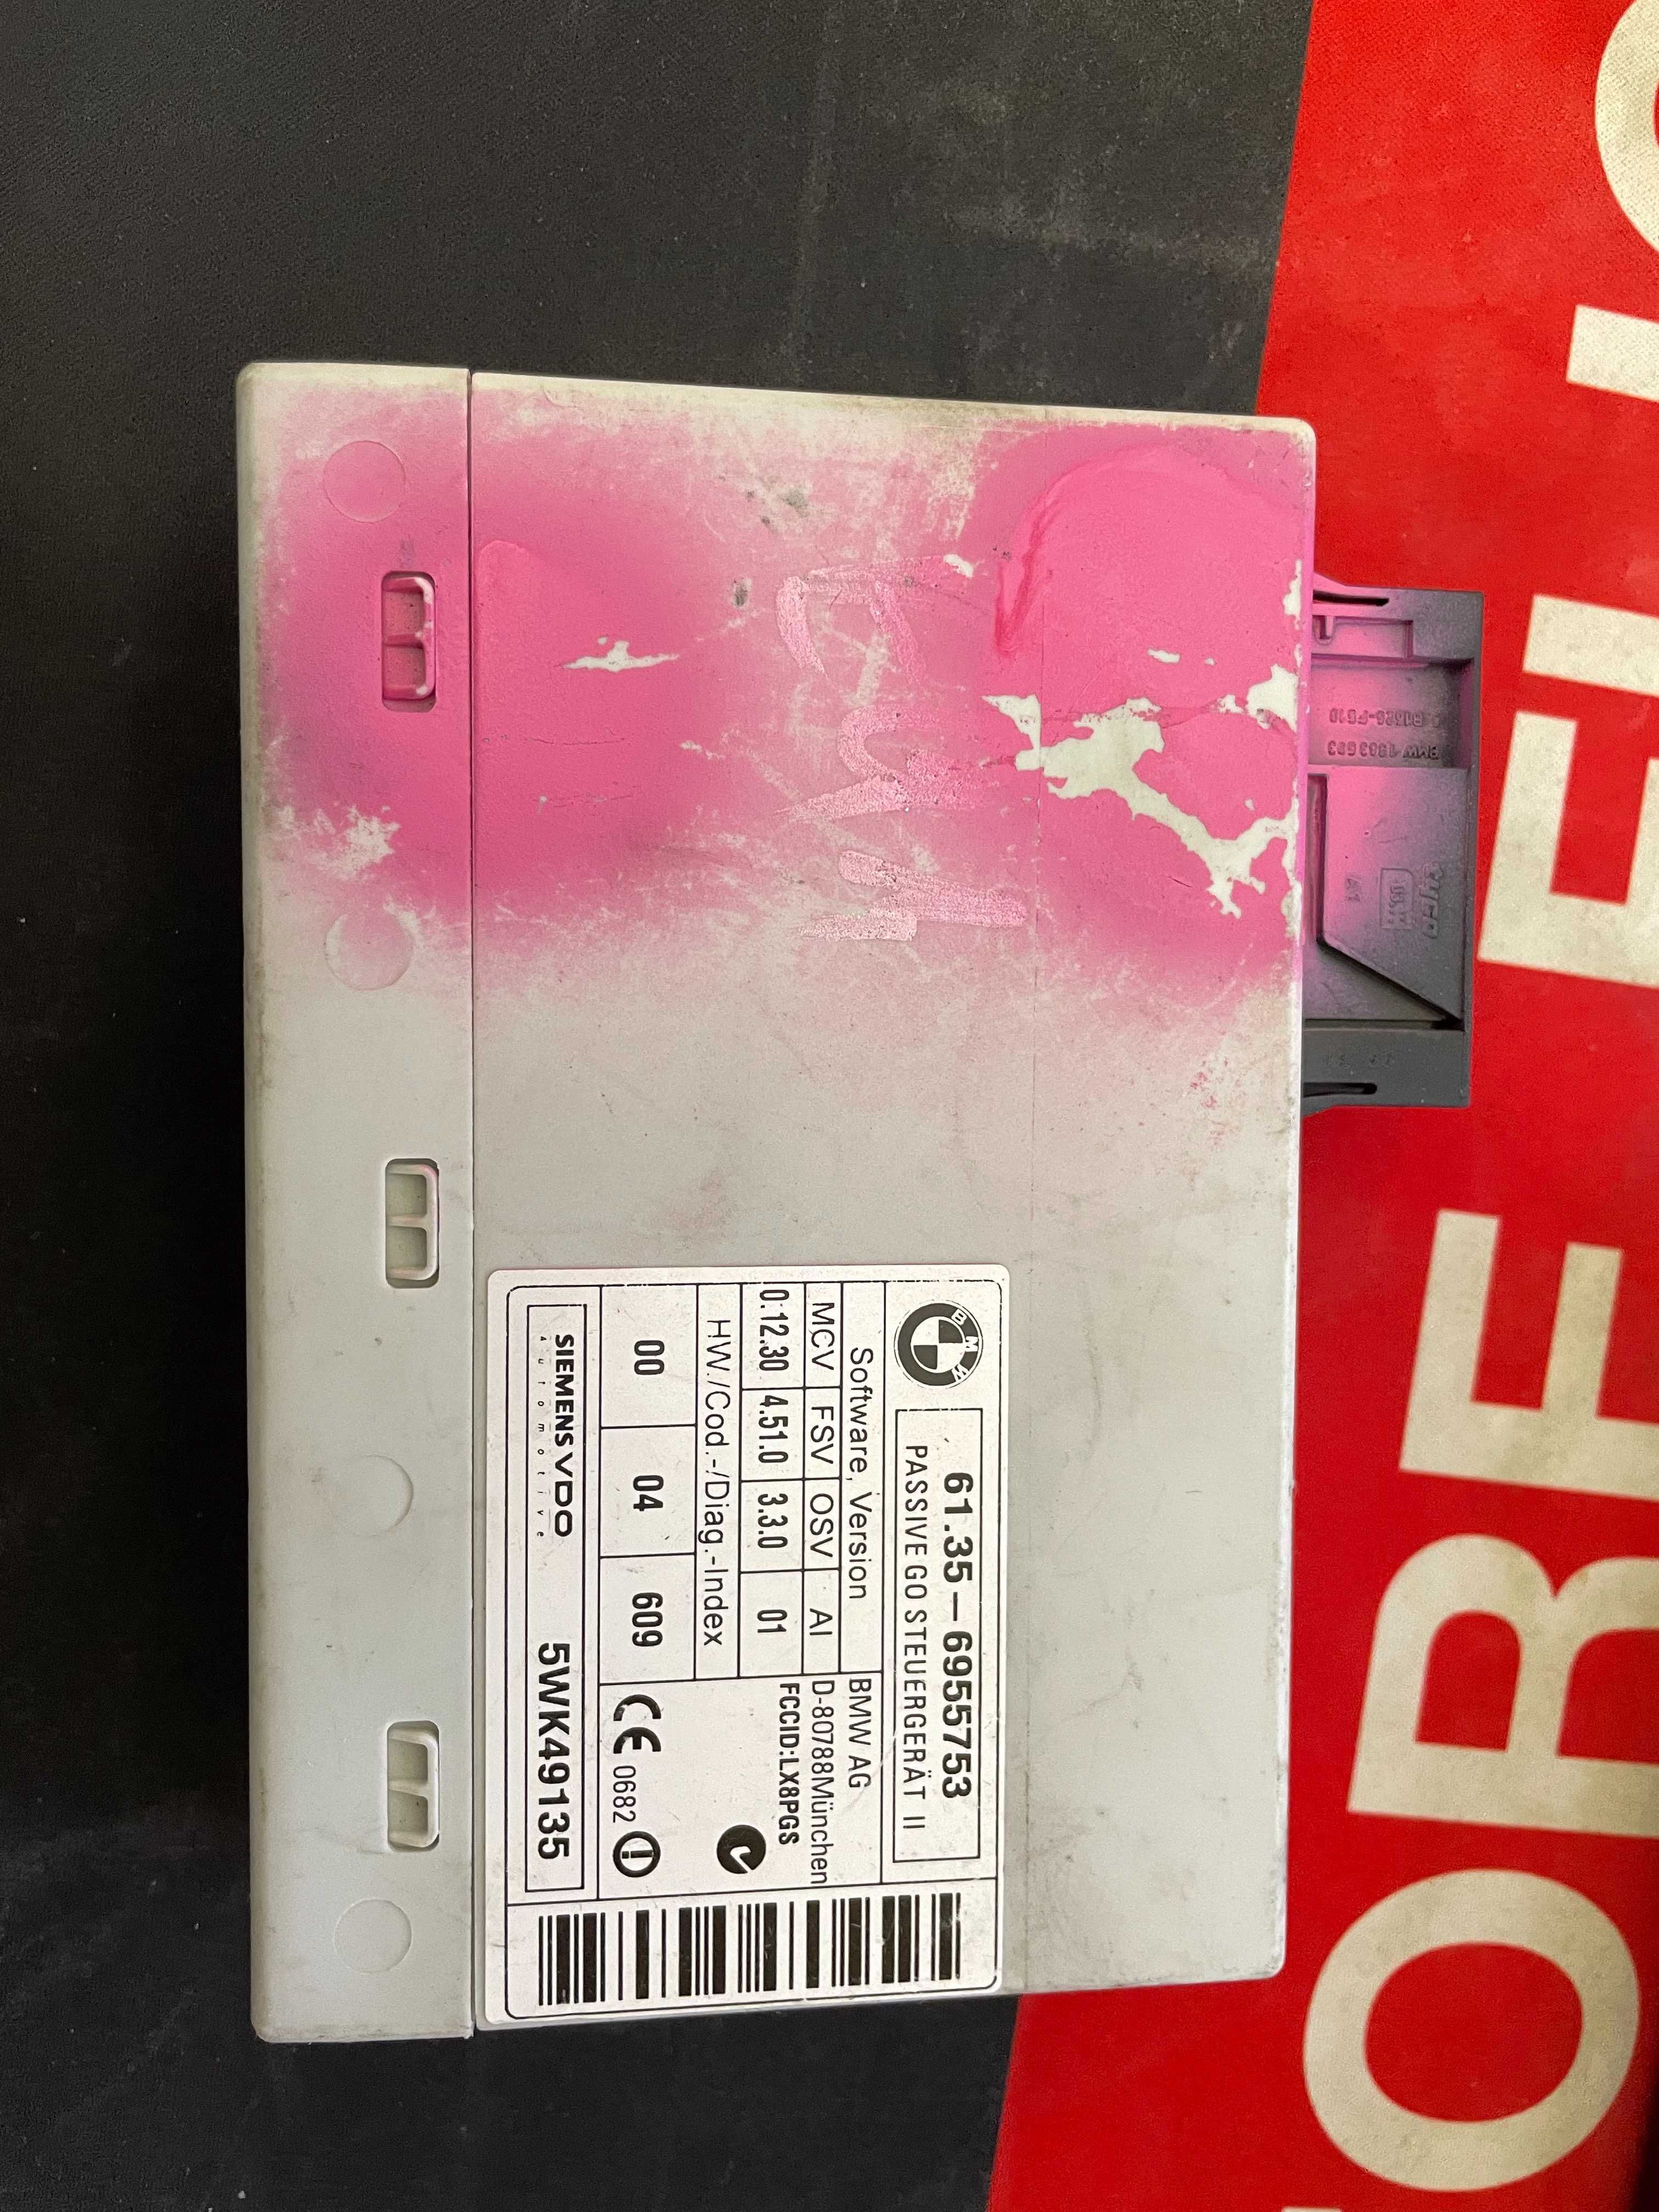 BMW
61.35-6955753
PASSIVE GO STEUERGERÄT II
Software, Version
BMW AG
MCV FSV OSV AI
D-80788München
0.12.30 4.51.0 3.3.0 01
FCCID:LX8PGS
HW./Cod.-/Diag.-Index
00 04 609
CE 0682
SIEMENS VDO
Automotive
5WK49135
tyco